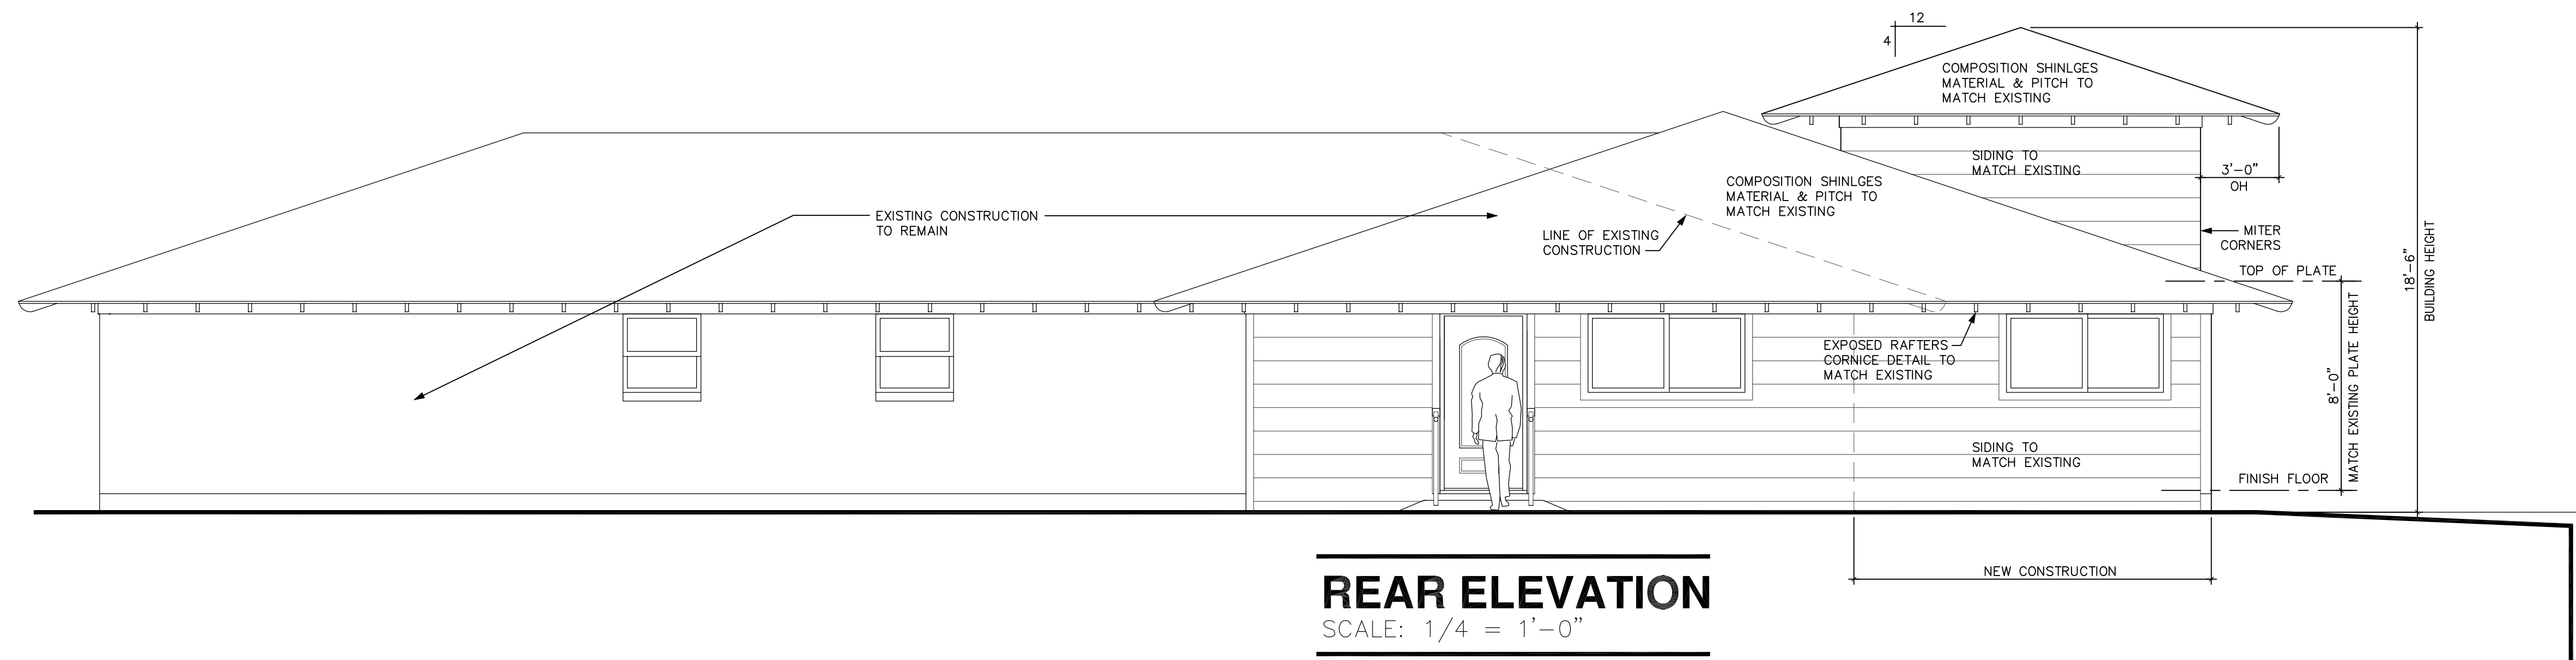 12
4
COMPOSITION SHINLGES
MATERIAL & PITCH TO
MATCH EXISTING
SIDING TO
MATCH EXISTING
3'-0"
OH
COMPOSITION SHINLGES
MATERIAL & PITCH TO
MATCH EXISTING
EXISTING CONSTRUCTION
TO REMAIN
LINE OF EXISTING
CONSTRUCTION
MITER
CORNERS
TOP OF PLATE
18'-6"
BUILDING HEIGHT
EXPOSED RAFTERS
CORNICE DETAIL TO
MATCH EXISTING
8'-0"
MATCH EXISTING PLATE HEIGHT
SIDING TO
MATCH EXISTING
FINISH FLOOR
NEW CONSTRUCTION
REAR ELEVATION
SCALE: 1/4 = 1'-0"